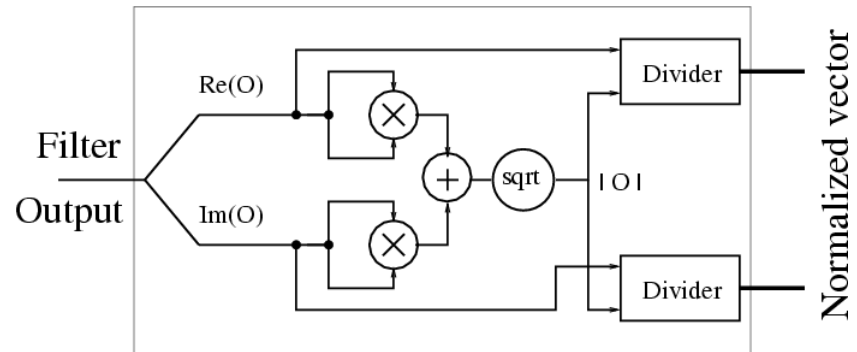 Filter
Output
Re(O)
Im(O)
×
×
+
sqrt
| O |
Divider
Divider
Normalized vector